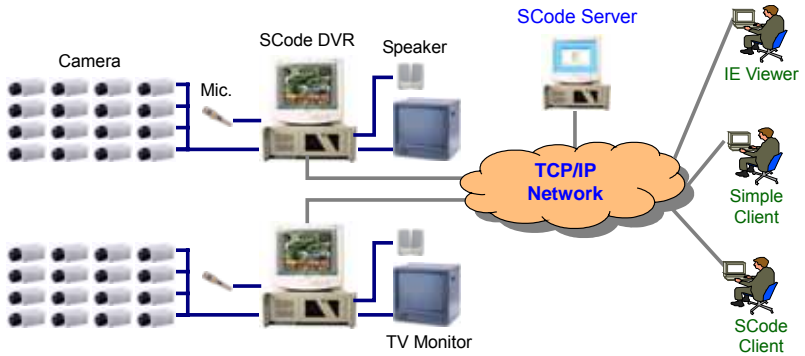 SCode Server
SCode DVR
Speaker
Camera
Mic.
IE Viewer
TCP/IP
Network
Simple
Client
TV Monitor
SCode
Client